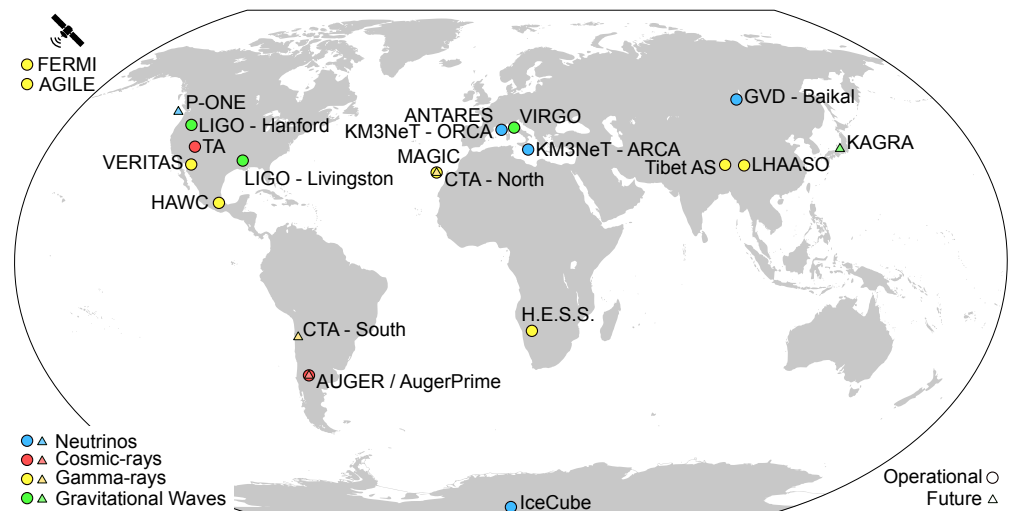 FERMI
AGILE
P-ONE
LIGO - Hanford
TA
VERITAS
LIGO - Livingston
HAWC
ANTARES
KM3NeT - ORCA
VIRGO
KM3NeT - ARCA
MAGIC
CTA - North
GVD - Baikal
KAGRA
Tibet AS
LHAASO
H.E.S.S.
CTA - South
AUGER / AugerPrime
Neutrinos
Cosmic-rays
Gamma-rays
Gravitational Waves
Operational
Future
IceCube